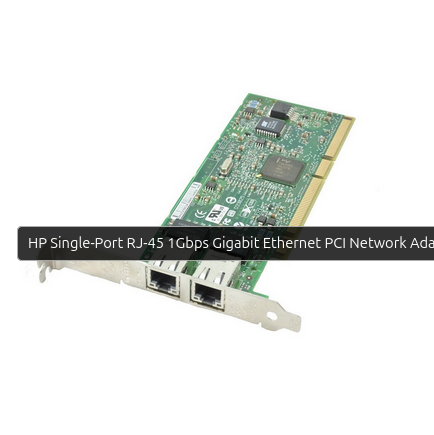 HP Single-Port RJ-45 1Gbps Gigabit Ethernet PCI Network Ada